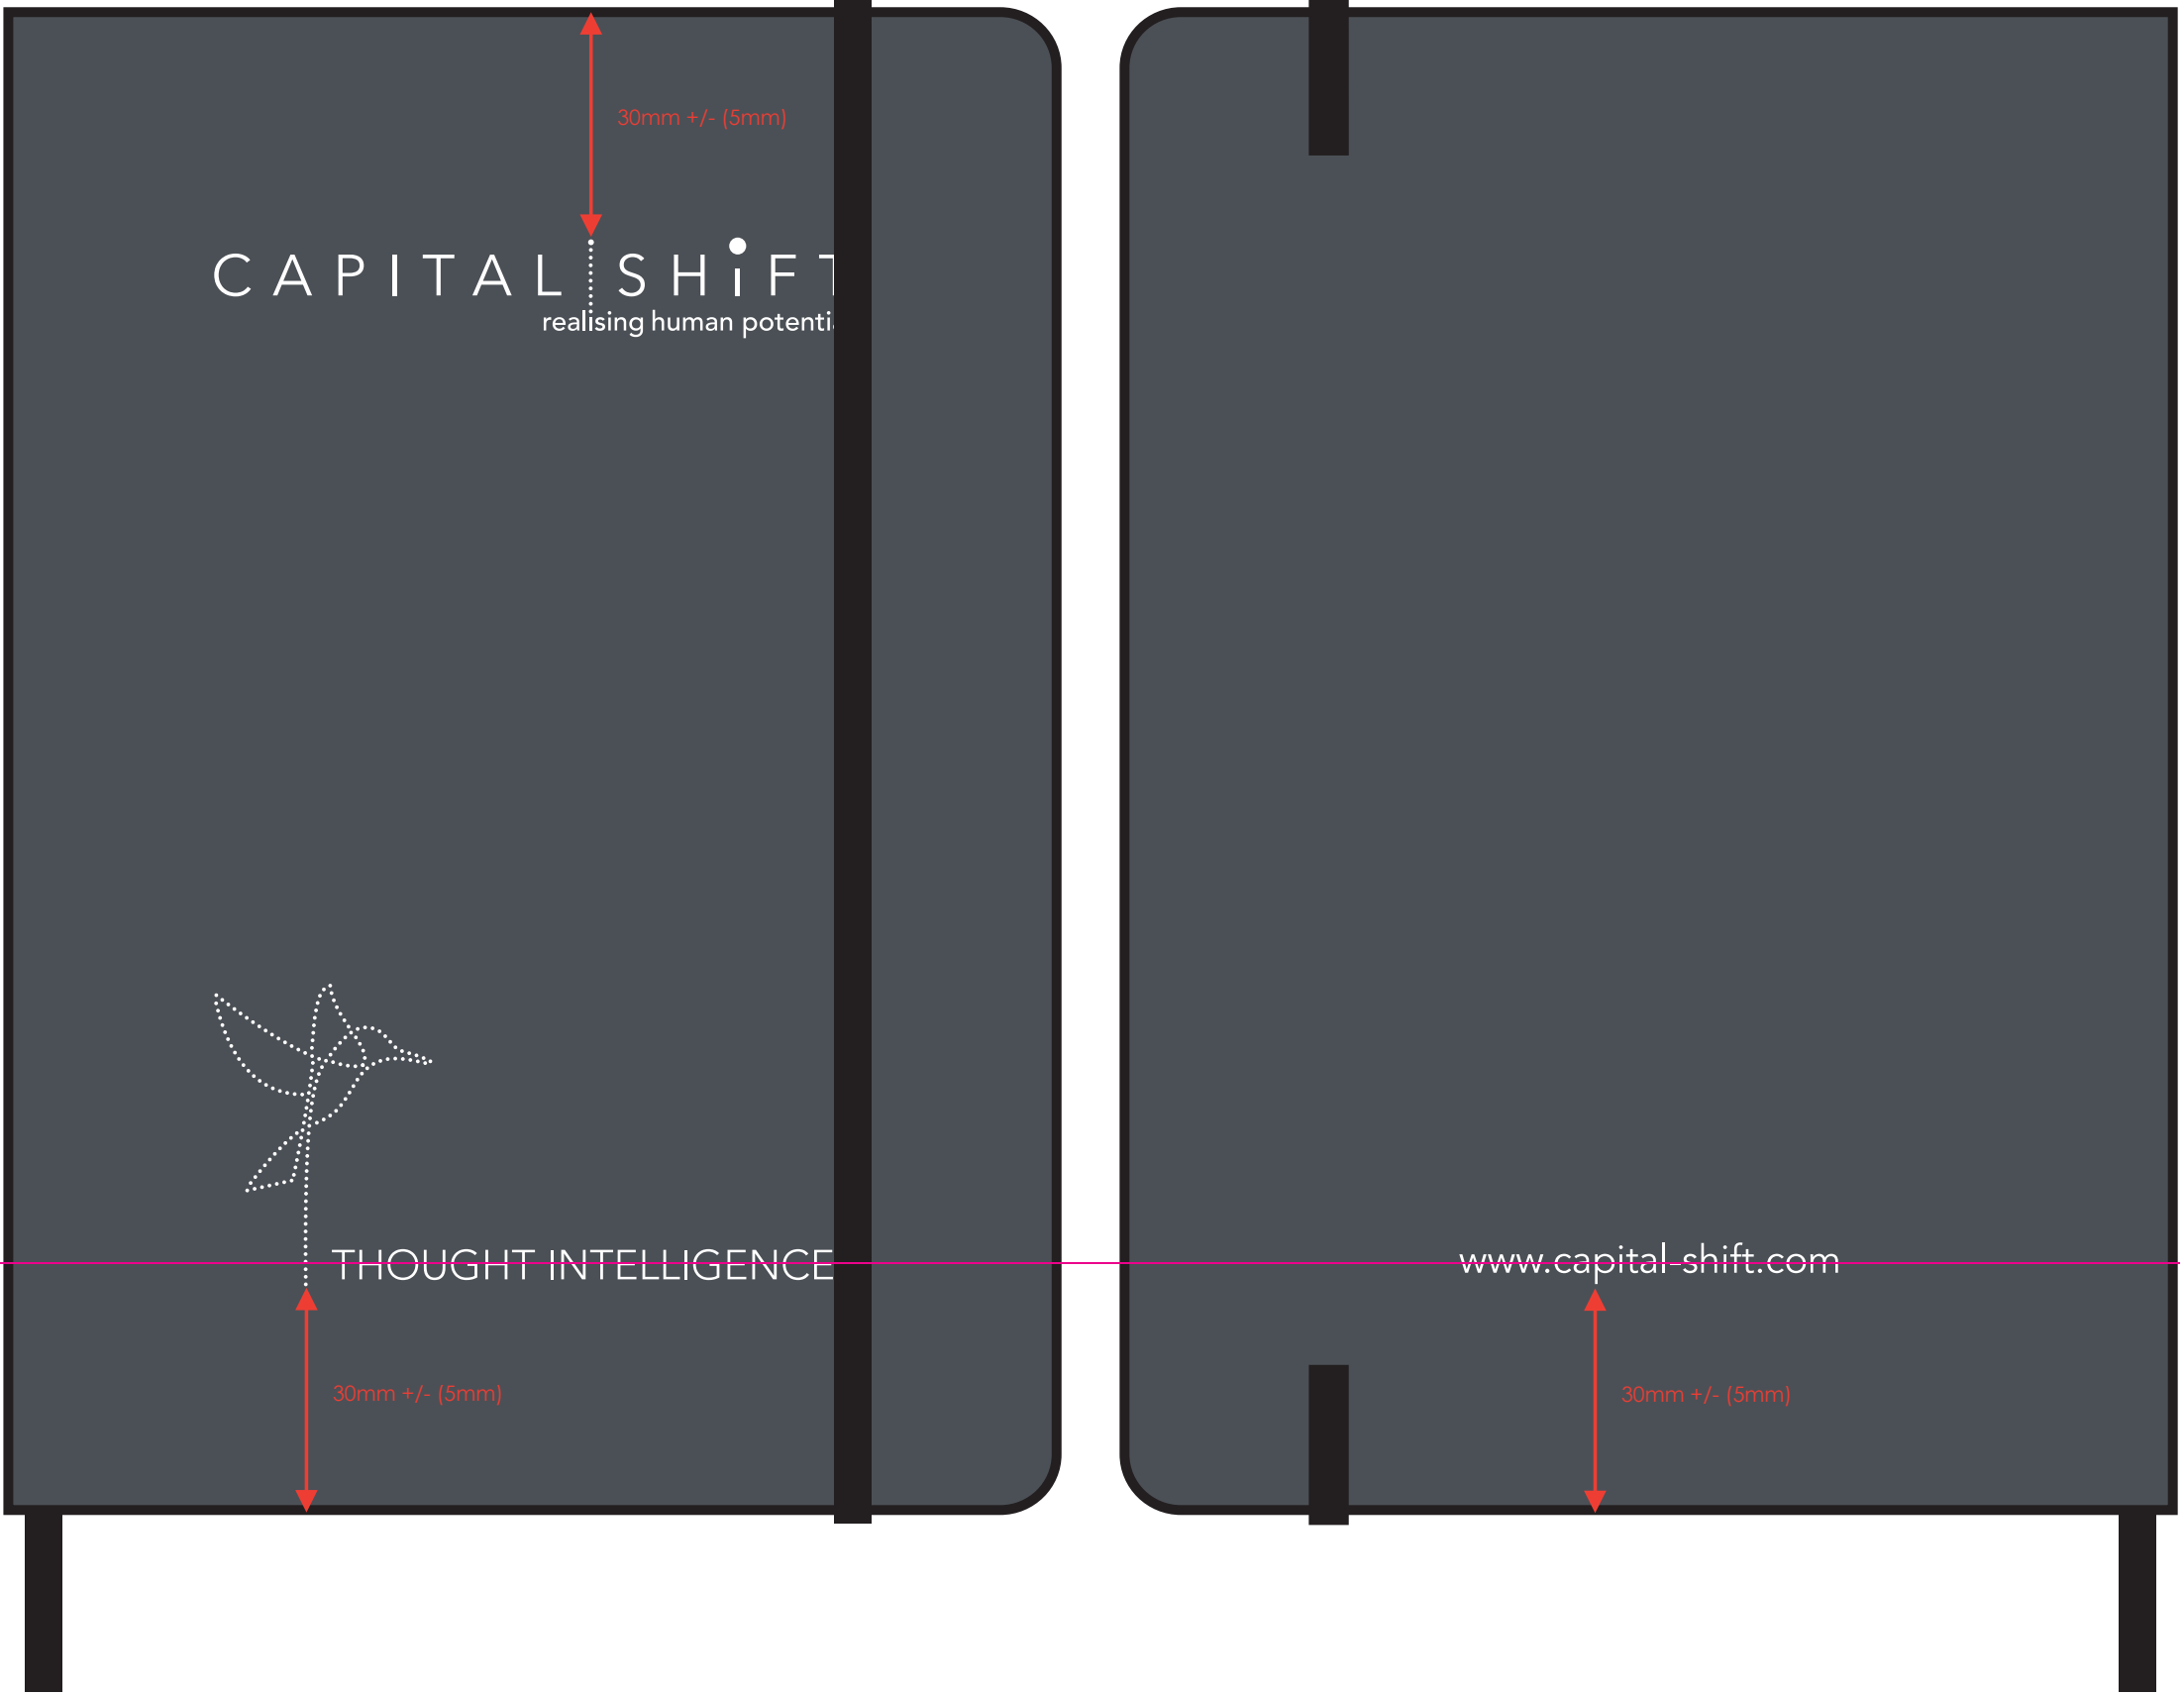 30mm +/- (5mm)
CAPITAL SHiFT
realising human potenti
THOUGHT INTELLIGENCE
www.capital-shift.com
30mm +/- (5mm)
30mm +/- (5mm)